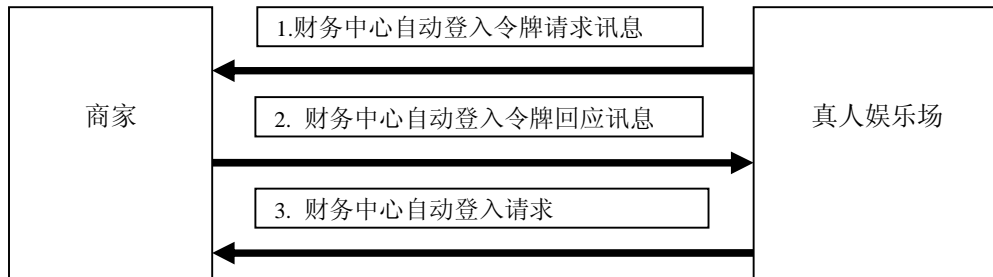 1.财务中心自动登入令牌请求讯息
商家
2. 财务中心自动登入令牌回应讯息
真人娱乐场
3. 财务中心自动登入请求